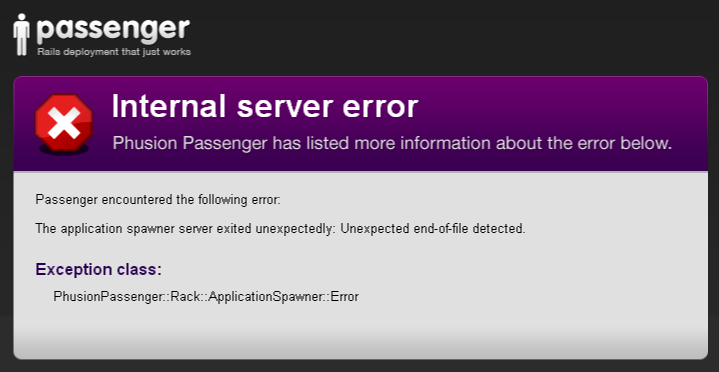 passenger
Rails deployment that just works
Internal server error
Phusion Passenger has listed more information about the error below.
Passenger encountered the following error:
The application spawner server exited unexpectedly: Unexpected end-of-file detected.
Exception class:
PhusionPassenger::Rack::ApplicationSpawner::Error